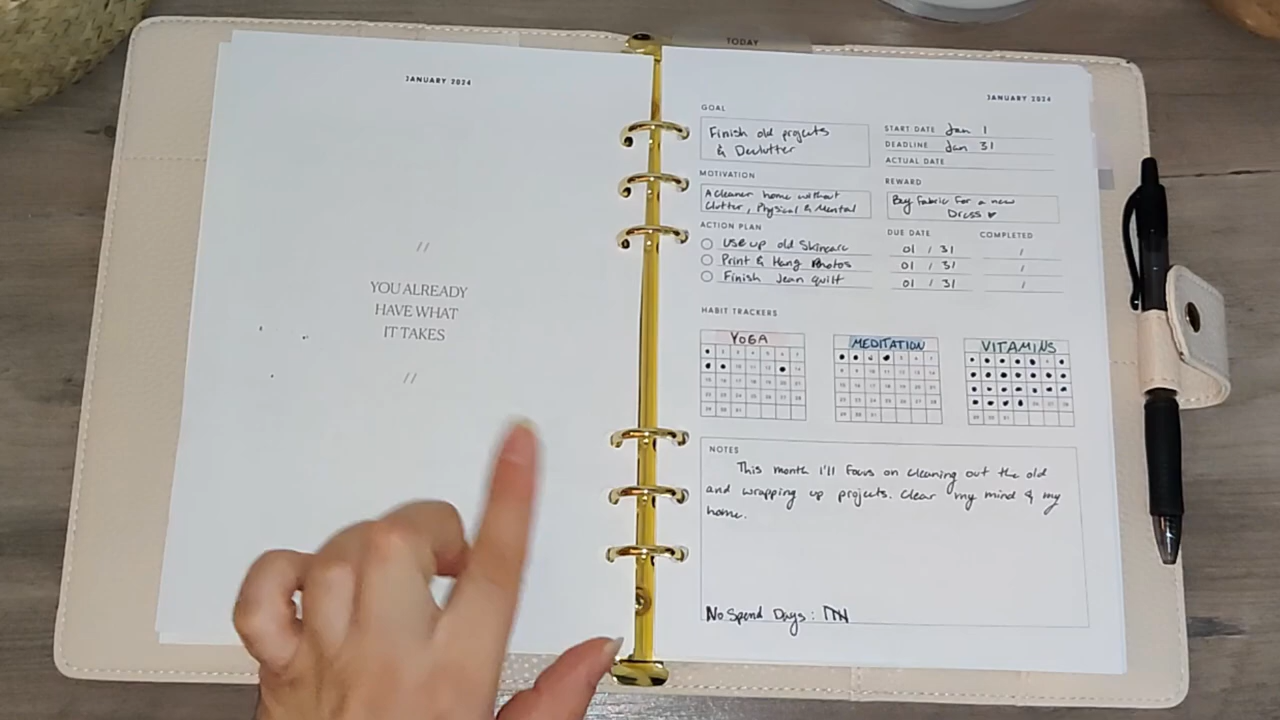 TODAY
JANUARY 2024
//
YOU ALREADY
HAVE WHAT
IT TAKES
//
JANUARY 2024
GOAL
Finish old projects
& Declutter
START DATE Jan 1
DEADLINE Jan 31
ACTUAL DATE
MOTIVATION
A cleaner home without
Clutter, Physical & Mental
REWARD
Buy fabric for a new
Dress ♥
ACTION PLAN
DUE DATE
COMPLETED
Use up old Skincare 01 / 31 /
Print & Hang Photos 01 / 31 /
Finish Jean quilt 01 / 31 /
HABIT TRACKERS
YOGA
MEDITATION
VITAMINS
NOTES
This month I'll focus on cleaning out the old
and wrapping up projects. Clear my mind & my
home.
No Spend Days: